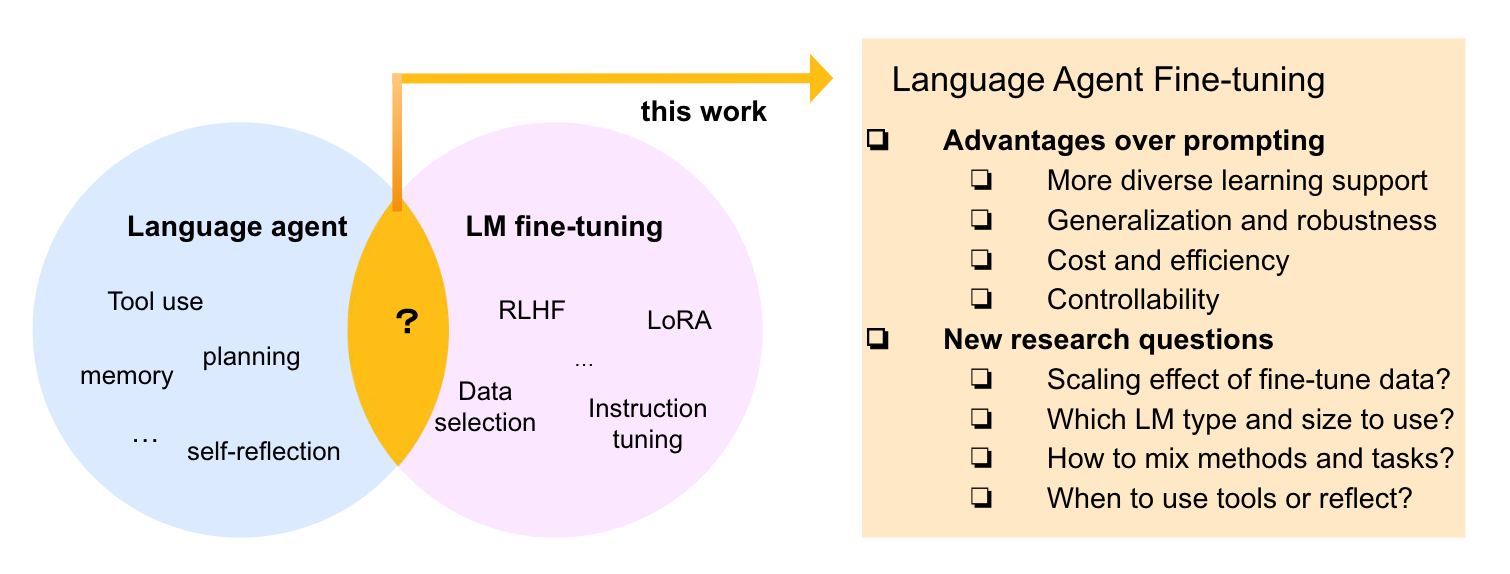 this work
Language agent
Tool use
planning
memory
…
self-reflection
?
LM fine-tuning
RLHF
LoRA
…
Data
selection
Instruction
tuning
Language Agent Fine-tuning
❏ Advantages over prompting
❏ More diverse learning support
❏ Generalization and robustness
❏ Cost and efficiency
❏ Controllability
❏ New research questions
❏ Scaling effect of fine-tune data?
❏ Which LM type and size to use?
❏ How to mix methods and tasks?
❏ When to use tools or reflect?